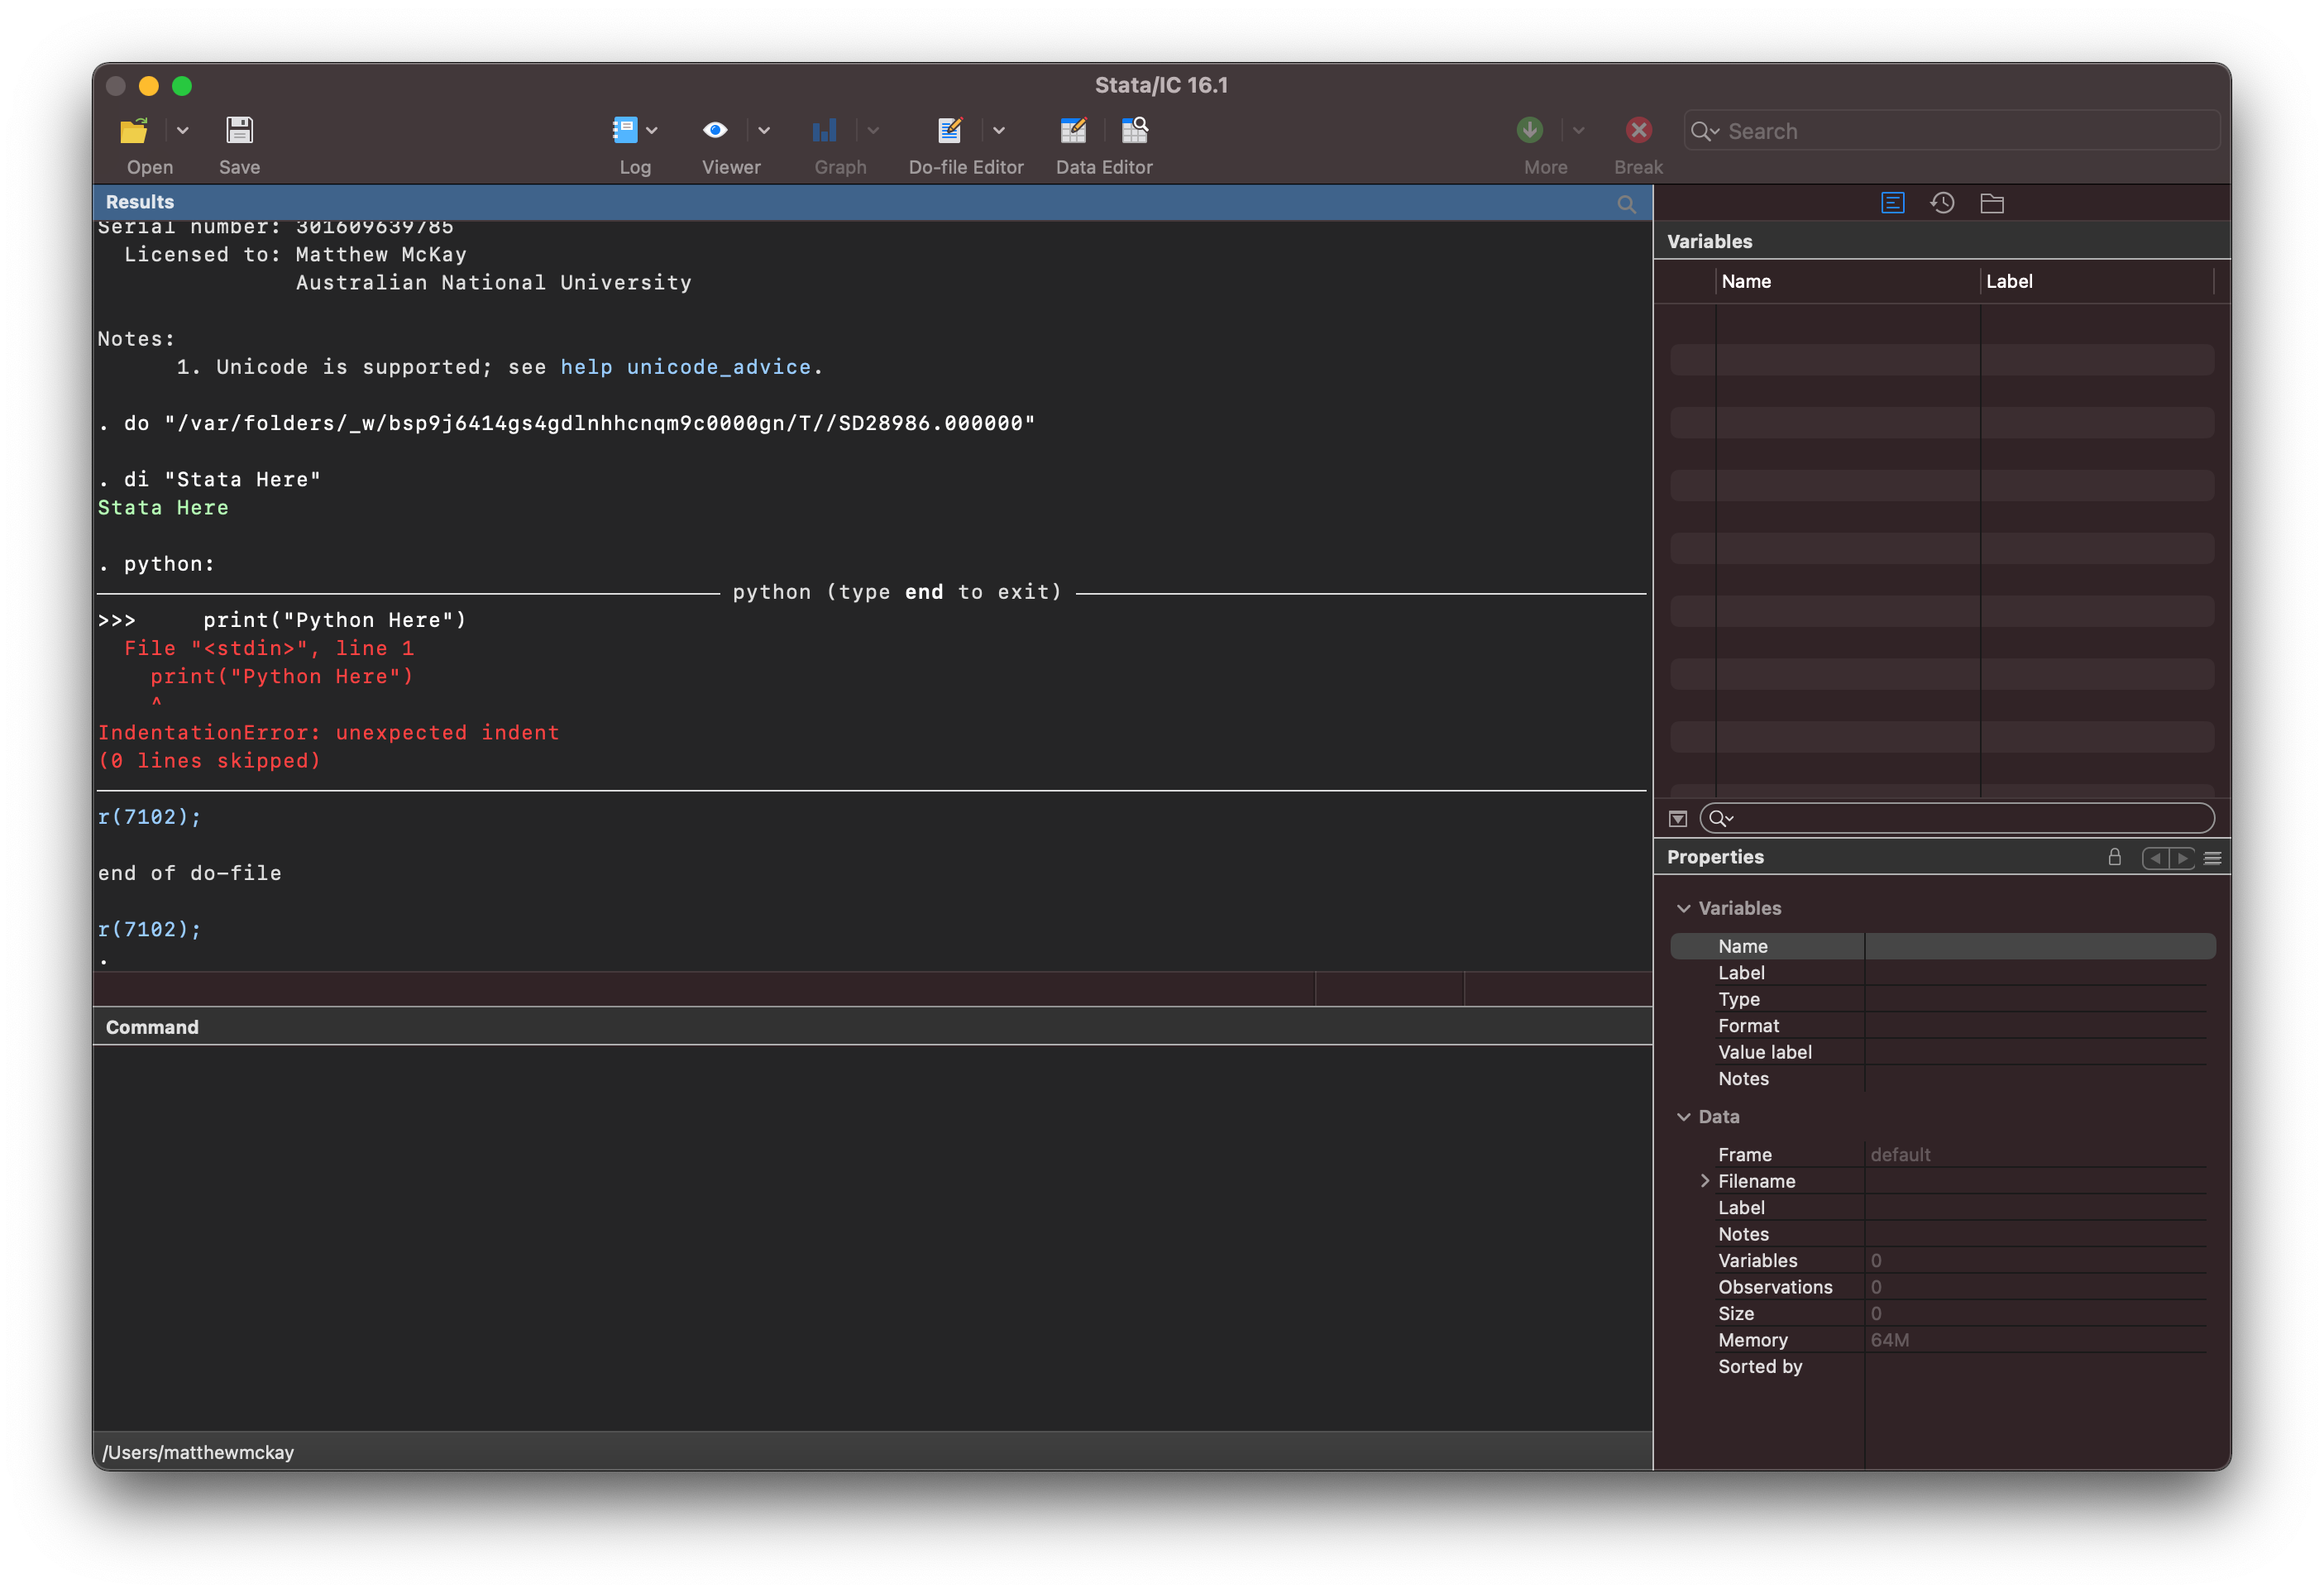 Stata/IC 16.1
Open
Save
Log
Viewer
Graph
Do-file Editor
Data Editor
More
Break
Search
Results
Serial number: 301609639785
Licensed to: Matthew McKay
Australian National University
Notes:
1. Unicode is supported; see help unicode_advice.
. do "/var/folders/_w/bsp9j6414gs4gdlnhhcnqm9c0000gn/T//SD28986.000000"
. di "Stata Here"
Stata Here
. python:
python (type end to exit)
>>>     print("Python Here")
File "<stdin>", line 1
print("Python Here")
^
IndentationError: unexpected indent
(0 lines skipped)
r(7102);
end of do-file
r(7102);
.
Command
/Users/matthewmckay
Variables
Name Label
Properties
Variables
Name
Label
Type
Format
Value label
Notes
Data
Frame default
Filename
Label
Notes
Variables 0
Observations 0
Size 0
Memory 64M
Sorted by